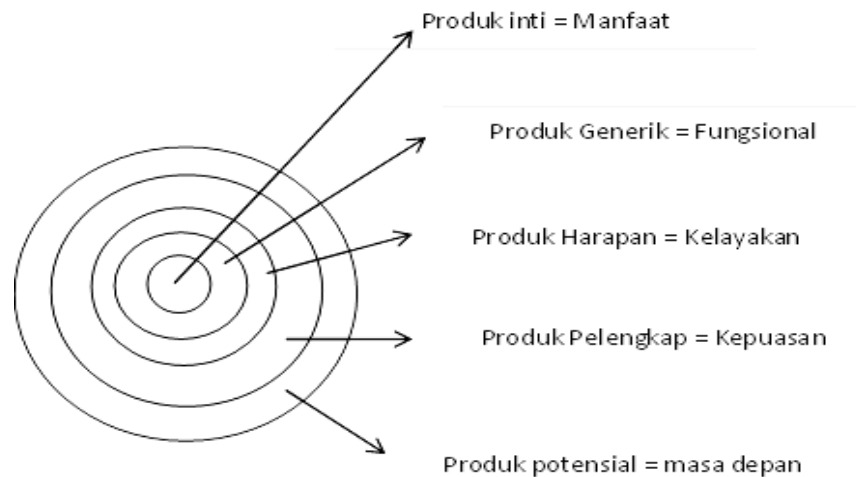 Produk inti = Manfaat
Produk Generik = Fungsional
Produk Harapan = Kelayakan
Produk Pelengkap = Kepuasan
Produk potensial = masa depan